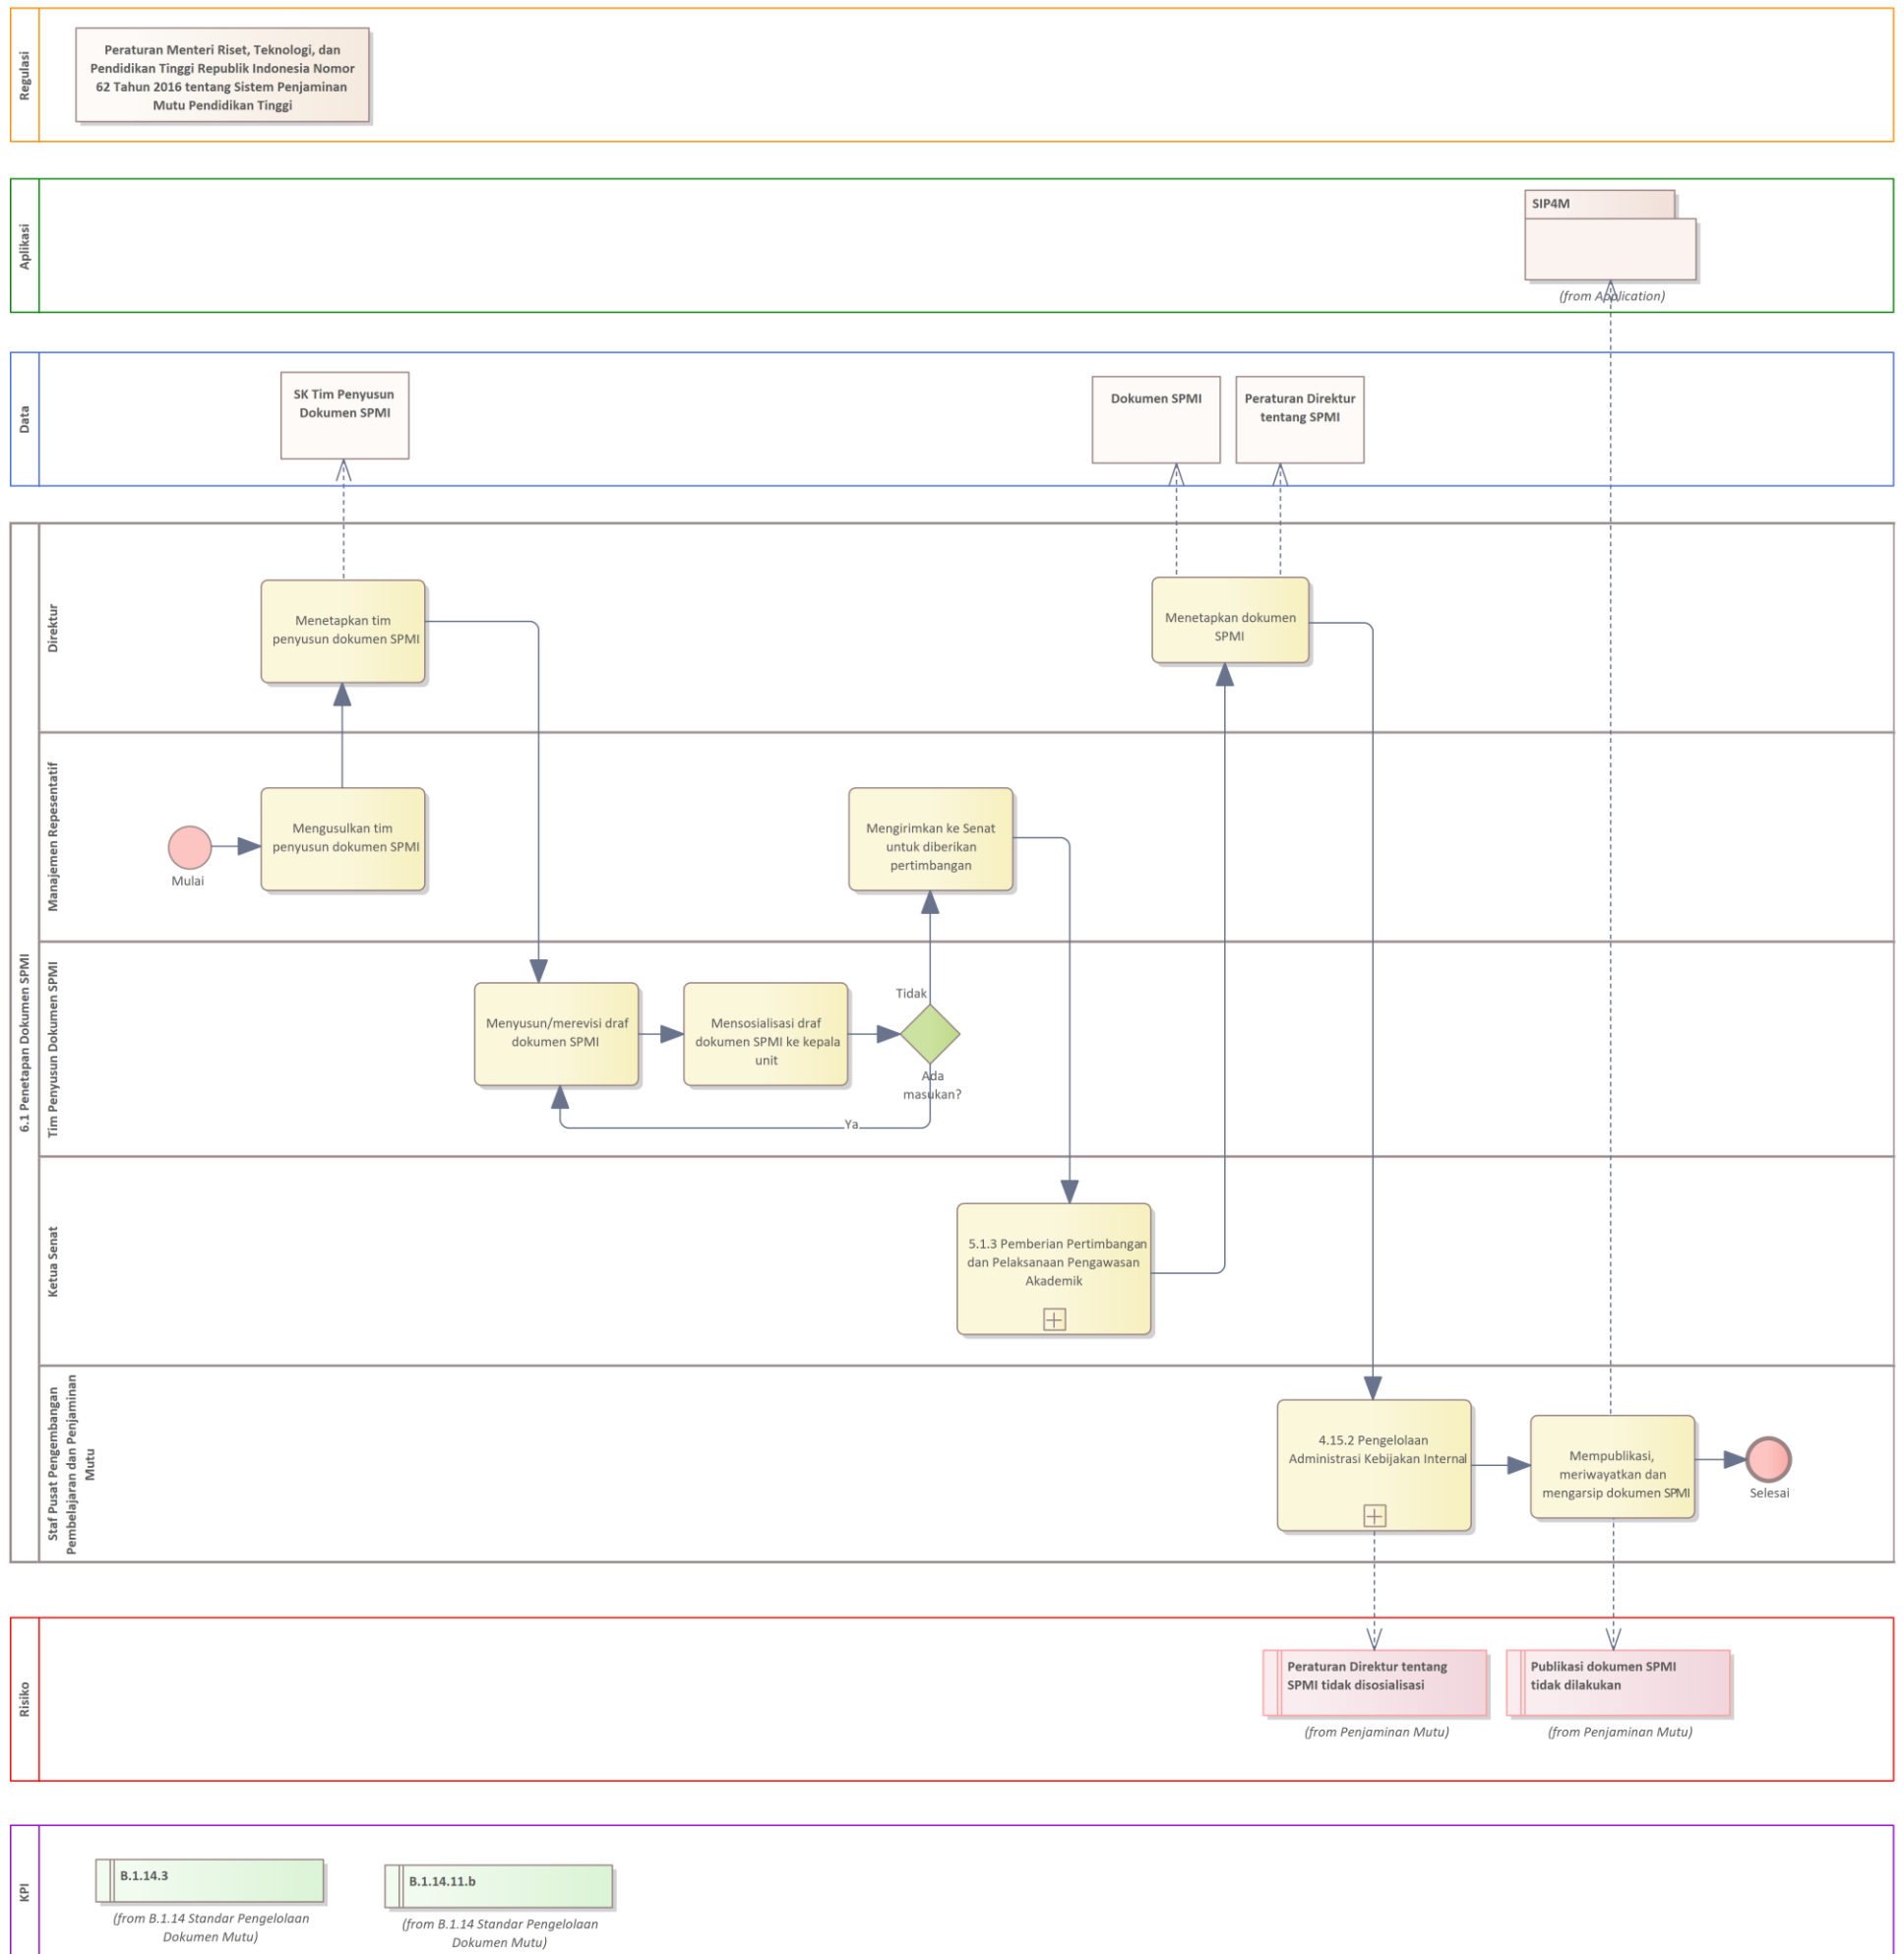 Regulasi
Peraturan Menteri Riset, Teknologi, dan
Pendidikan Tinggi Republik Indonesia Nomor
62 Tahun 2016 tentang Sistem Penjaminan
Mutu Pendidikan Tinggi
Aplikasi
SIP4M
(from Application)
Data
SK Tim Penyusun
Dokumen SPMI
Dokumen SPMI
Peraturan Direktur
tentang SPMI
6.1 Penetapan Dokumen SPMI
Direktur
Menetapkan tim
penyusun dokumen SPMI
Menetapkan dokumen
SPMI
Manajemen Repesentatif
Mulai
Mengusulkan tim
penyusun dokumen SPMI
Mengirimkan ke Senat
untuk diberikan
pertimbangan
Tim Penyusun Dokumen SPMI
Menyusun/merevisi draf
dokumen SPMI
Mensosialisasi draf
dokumen SPMI ke kepala
unit
Tidak
Ada
masukan?
Ya
Ketua Senat
5.1.3 Pemberian Pertimbangan
dan Pelaksanaan Pengawasan
Akademik
Staf Pusat Pengembangan
Pembelajaran dan Penjaminan
Mutu
4.15.2 Pengelolaan
Administrasi Kebijakan Internal
Mempublikasi,
meriwayatkan dan
mengarsip dokumen SPMI
Selesai
Risiko
Peraturan Direktur tentang
SPMI tidak disosialisasi
(from Penjaminan Mutu)
Publikasi dokumen SPMI
tidak dilakukan
(from Penjaminan Mutu)
KPI
B.1.14.3
(from B.1.14 Standar Pengelolaan
Dokumen Mutu)
B.1.14.11.b
(from B.1.14 Standar Pengelolaan
Dokumen Mutu)